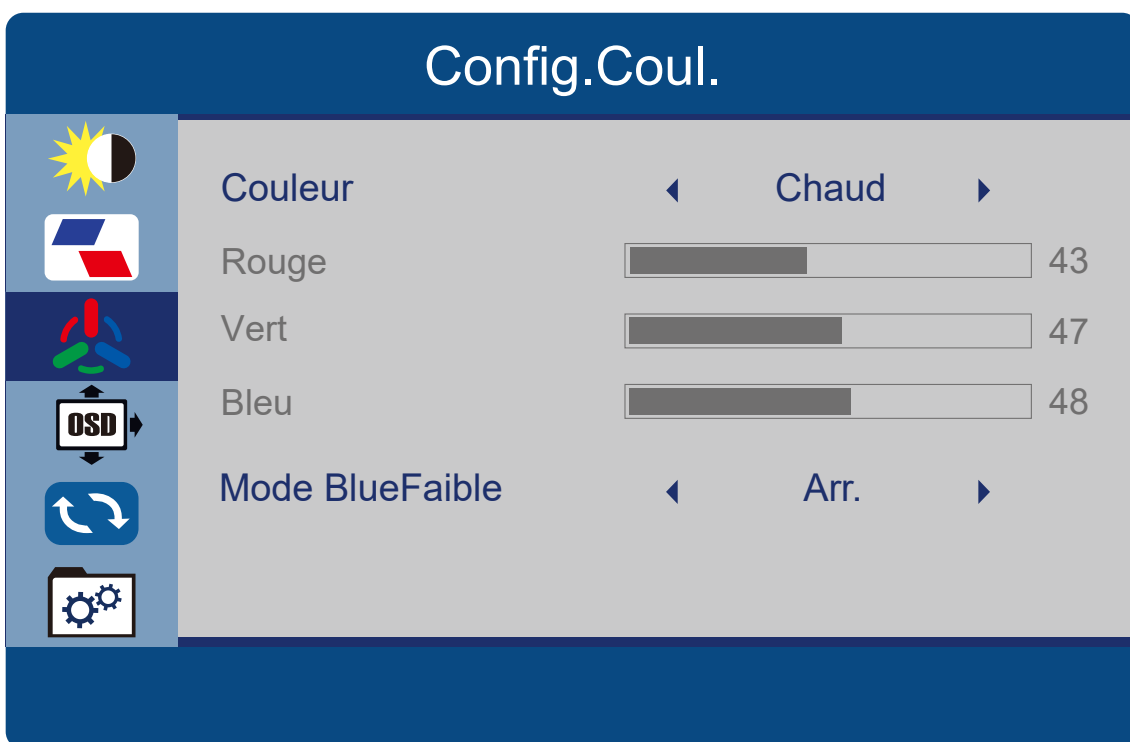 Config.Coul.
Couleur Chaud
Rouge 43
Vert 47
Bleu 48
OSD
Mode BlueFaible Arr.